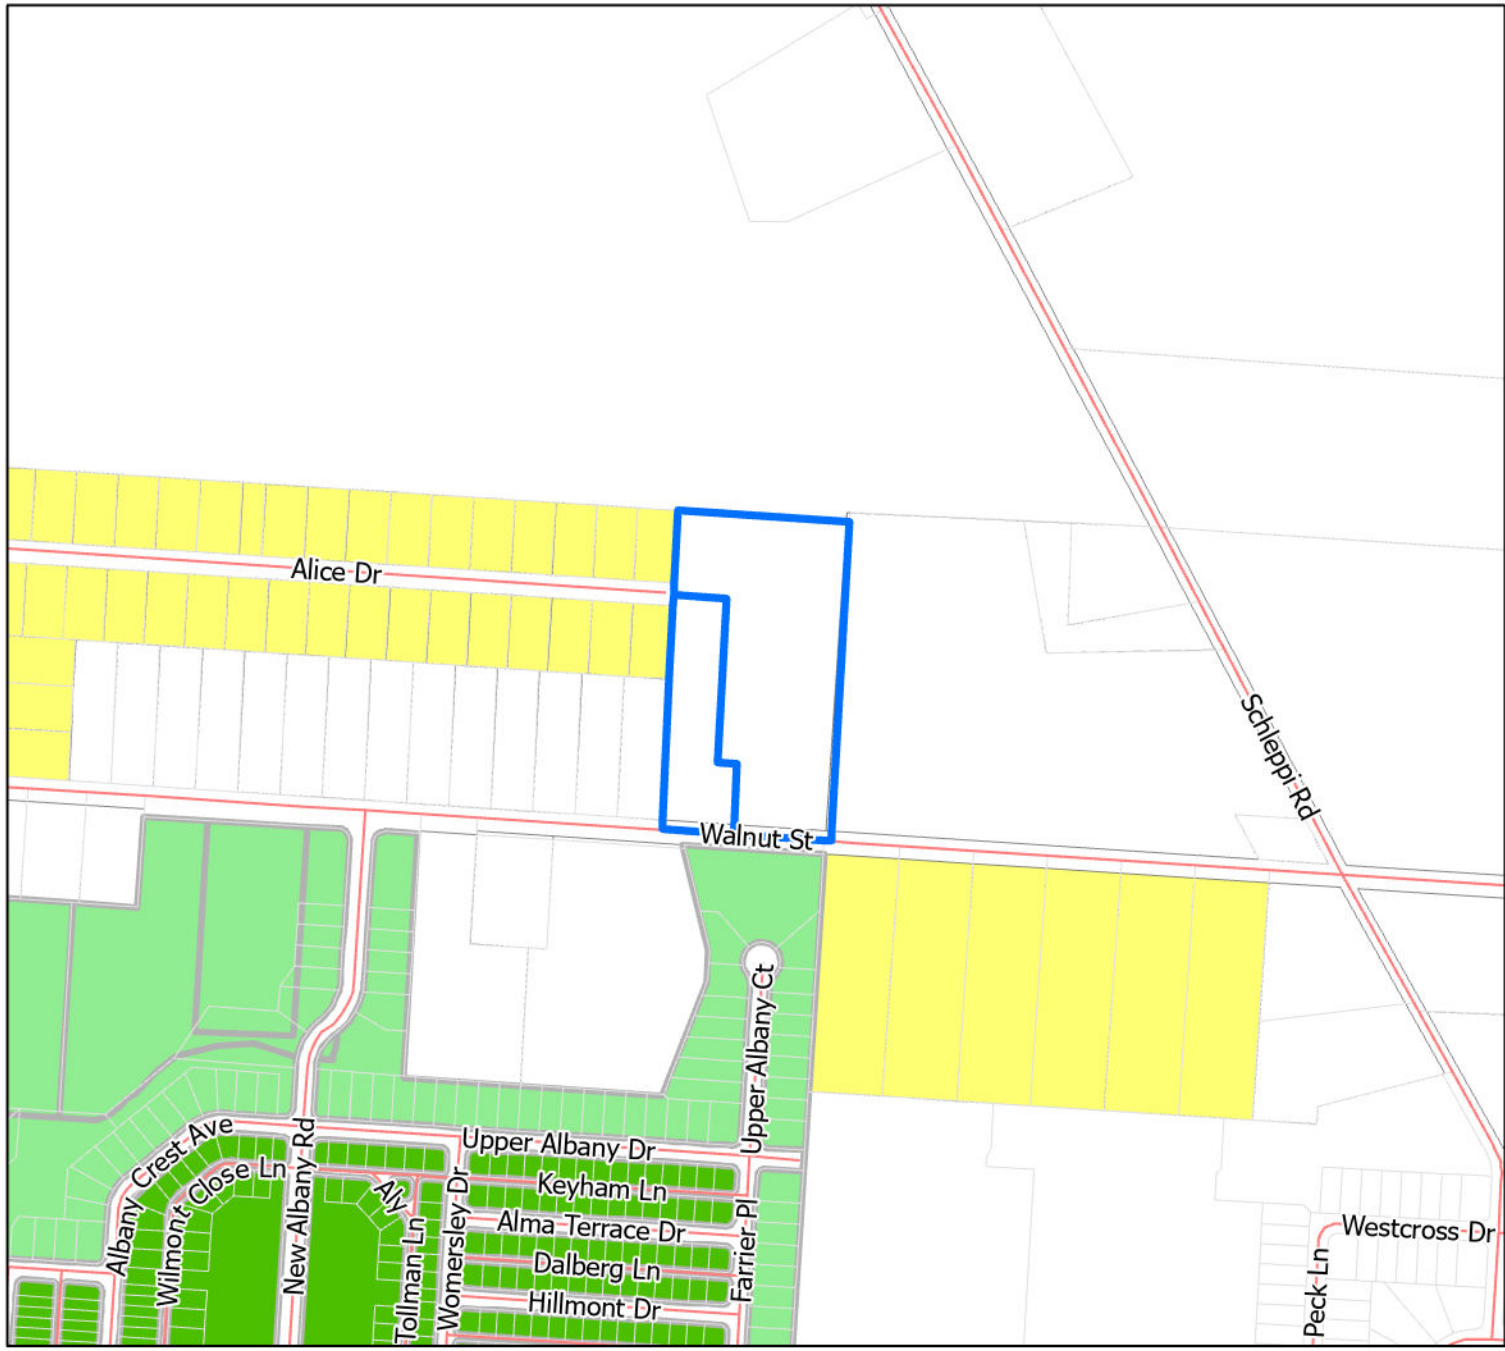 Alice Dr
Schleppi Rd
Walnut St
Upper Albany Ct
Albany Crest Ave
Upper Albany Dr
Wilmont Close Ln
New Albany Rd
Aly
Keyham Ln
Womersley Dr
Tollman Ln
Alma Terrace Dr
Farrier Pl
Westcross Dr
Peck Ln
Dalberg Ln
Hillmont Dr